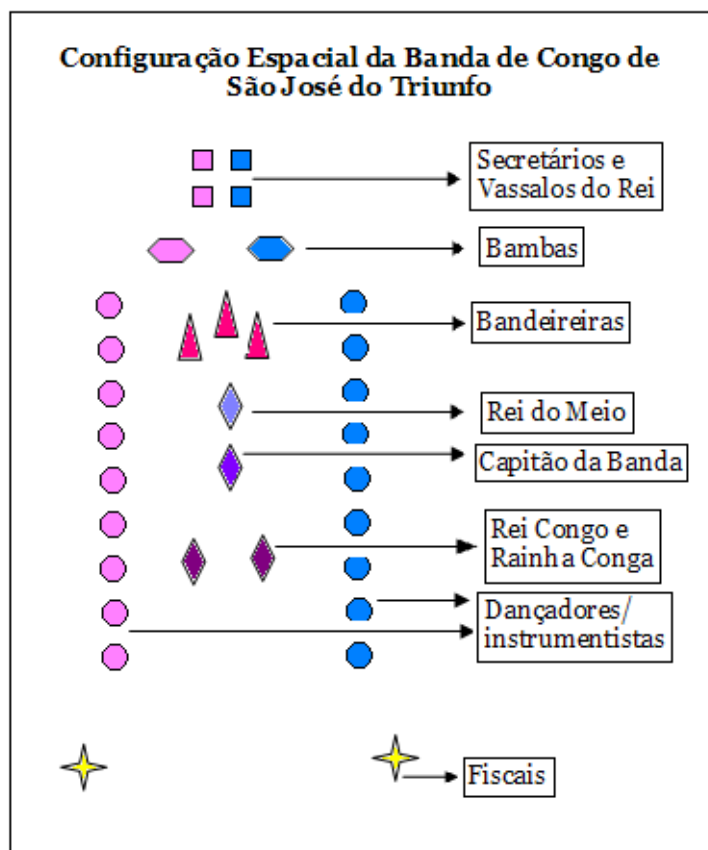 Configuração Espacial da Banda de Congo de
São José do Triunfo
Secretários e
Vassalos do Rei
Bambas
Bandeireiras
Rei do Meio
Capitão da Banda
Rei Congo e
Rainha Conga
Dançadores/
instrumentistas
Fiscais